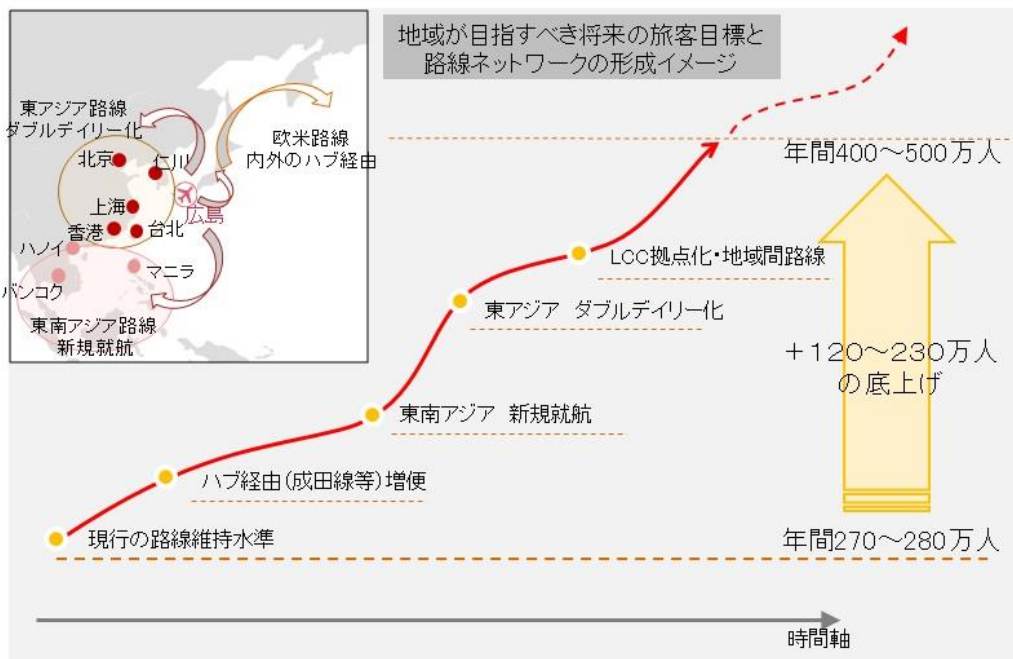 地域が目指すべき将来の旅客目標と
路線ネットワークの形成イメージ
東アジア路線
ダブルデイリー化
欧米路線
内外のハブ経由
北京
仁川
上海
広島
香港
台北
ハノイ
マニラ
バンコク
東南アジア路線
新規就航
年間400～500万人
LCC拠点化・地域間路線
東アジア ダブルデイリー化
＋120～230万人
の底上げ
東南アジア 新規就航
ハブ経由(成田線等)増便
現行の路線維持水準
年間270～280万人
時間軸